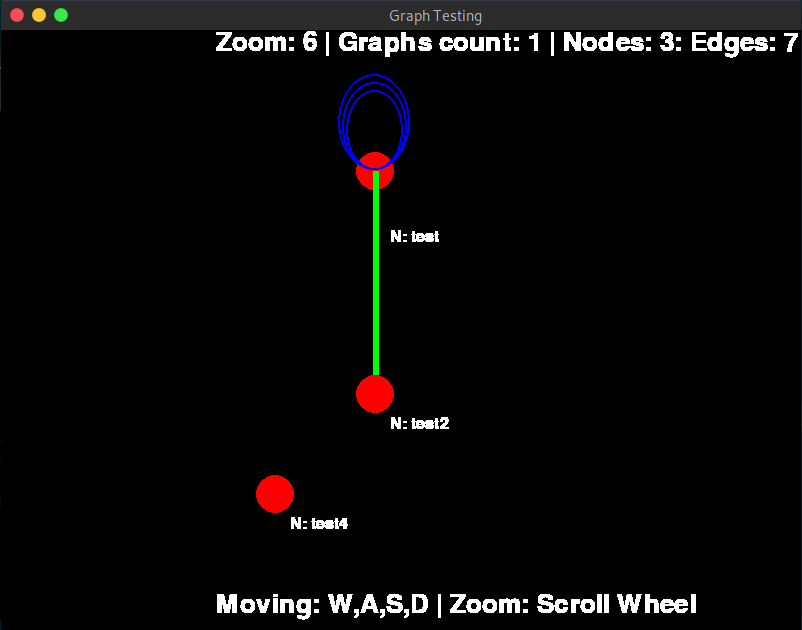 Graph Testing
Zoom: 6 | Graphs count: 1 | Nodes: 3: Edges: 7
N: test
N: test2
N: test4
Moving: W,A,S,D | Zoom: Scroll Wheel